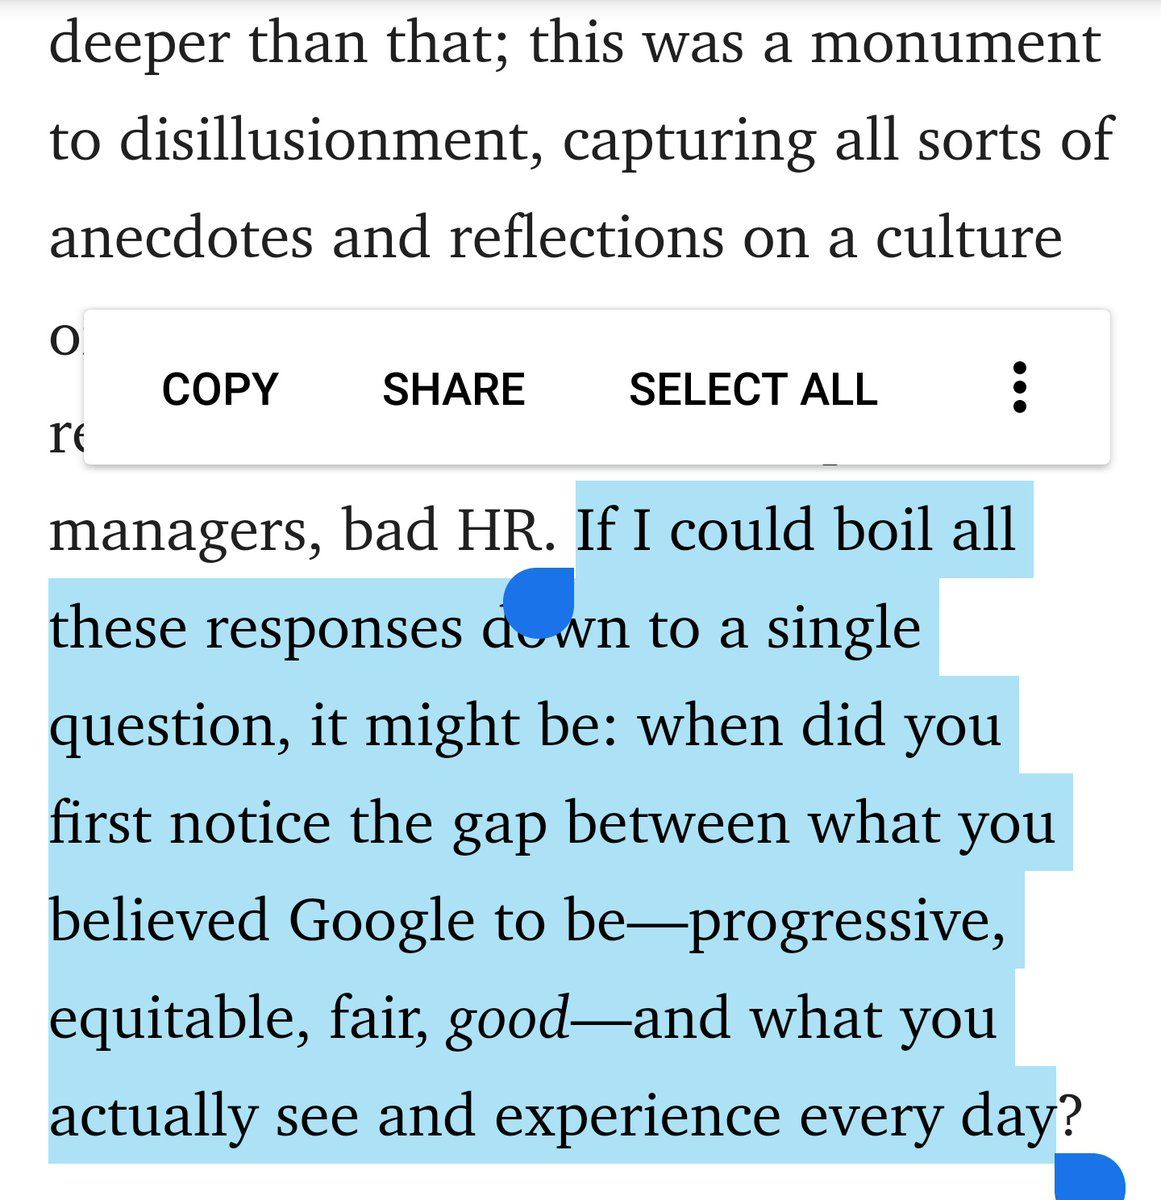 deeper than that; this was a monument
to disillusionment, capturing all sorts of
anecdotes and reflections on a culture
COPY SHARE SELECT ALL
managers, bad HR. If I could boil all
these responses down to a single
question, it might be: when did you
first notice the gap between what you
believed Google to be—progressive,
equitable, fair, good—and what you
actually see and experience every day?